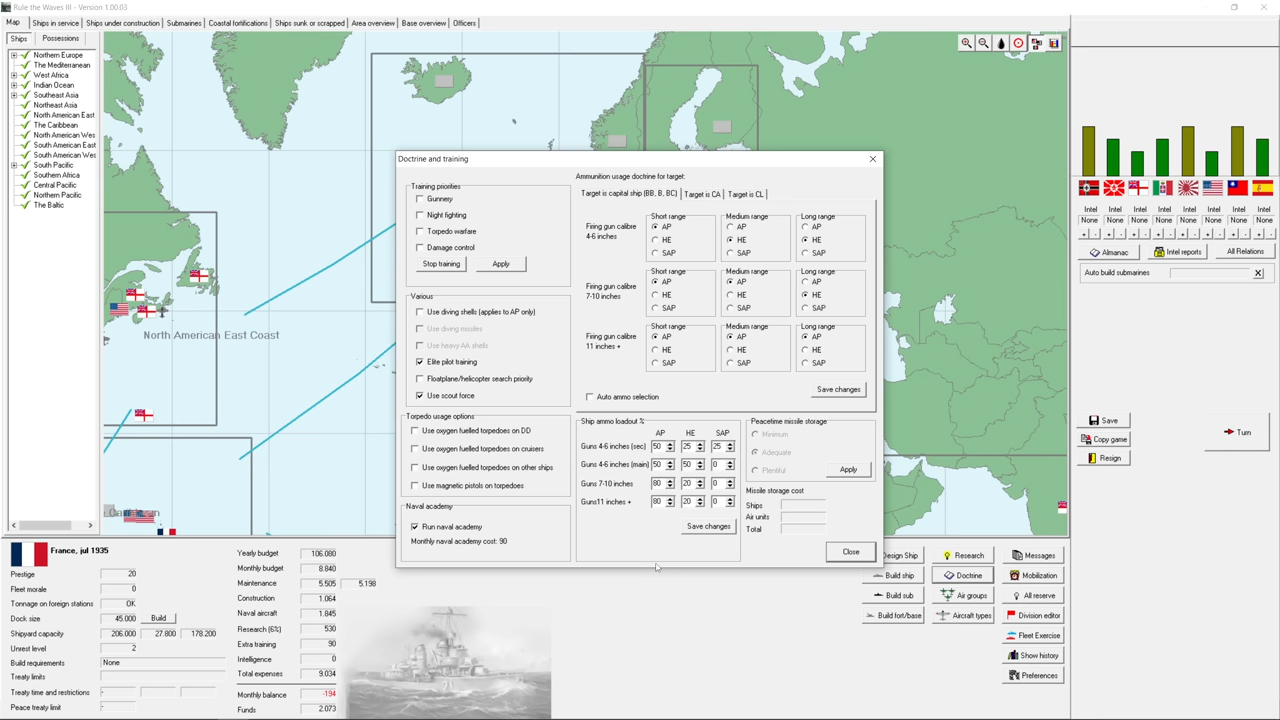 Rule the Waves III - Version 1.00.03
Map Ships in service Ships under construction Submarines Coastal fortifications Ships sunk or scrapped Area overview Base overview Officers
Ships Possessions
Northern Europe
The Mediterranean
West Africa
Indian Ocean
Southeast Asia
Northeast Asia
North American East
The Caribbean
North American Wes
South American East
South American Wes
South Pacific
Southern Africa
Central Pacific
Northern Pacific
The Baltic
North American East Coast
Caribbean
Doctrine and training
Training priorities
Gunnery
Night fighting
Torpedo warfare
Damage control
Stop training Apply
Various
Use diving shells (applies to AP only)
Use diving missiles
Use heavy AA shells
Elite pilot training
Floatplane/helicopter search priority
Use scout force
Torpedo usage options
Use oxygen fuelled torpedoes on DD
Use oxygen fuelled torpedoes on cruisers
Use oxygen fuelled torpedoes on other ships
Use magnetic pistols on torpedoes
Naval academy
Run naval academy
Monthly naval academy cost: 90
Ammunition usage doctrine for target:
Target is capital ship (BB, B, BC) Target is CA Target is CL
Firing gun calibre
4-6 inches
Short range Medium range Long range
AP AP AP
HE HE HE
SAP SAP SAP
Firing gun calibre
7-10 inches
Short range Medium range Long range
AP AP AP
HE HE HE
SAP SAP SAP
Firing gun calibre
11 inches +
Short range Medium range Long range
AP AP AP
HE HE HE
SAP SAP SAP
Auto ammo selection
Save changes
Ship ammo loadout %
AP HE SAP
Guns 4-6 inches (sec) 50 25 25
Guns 4-6 inches (main) 50 50 0
Guns 7-10 inches 80 20 0
Guns11 inches + 80 20 0
Save changes
Peacetime missile storage
Minimum
Adequate
Plentiful
Apply
Missile storage cost
Ships
Air units
Total
Close
Intel Intel Intel Intel Intel Intel Intel Intel
None None None None None None None None
+ - + - + - + - + - + - + - + -
Almanac Intel reports All Relations
Auto build submarines
Save
Copy game
Resign
Turn
France, jul 1935
Prestige 20
Fleet morale 0
Tonnage on foreign stations OK
Dock size 45.000 Build
Shipyard capacity 206.000 27.800 178.200
Unrest level 2
Build requirements None
Treaty limits
Treaty time and restrictions -
Peace treaty limit -
Yearly budget 106.080
Monthly budget 8.840
Maintenance 5.505 5.198
Construction 1.064
Naval aircraft 1.845
Research (6%) 530
Extra training 90
Intelligence 0
Total expenses 9.034
Monthly balance -194
Funds 2.073
Design Ship Research Messages
Build ship Doctrine Mobilization
Build sub Air groups All reserve
Build fort/base Aircraft types Division editor
Fleet Exercise
Show history
Preferences